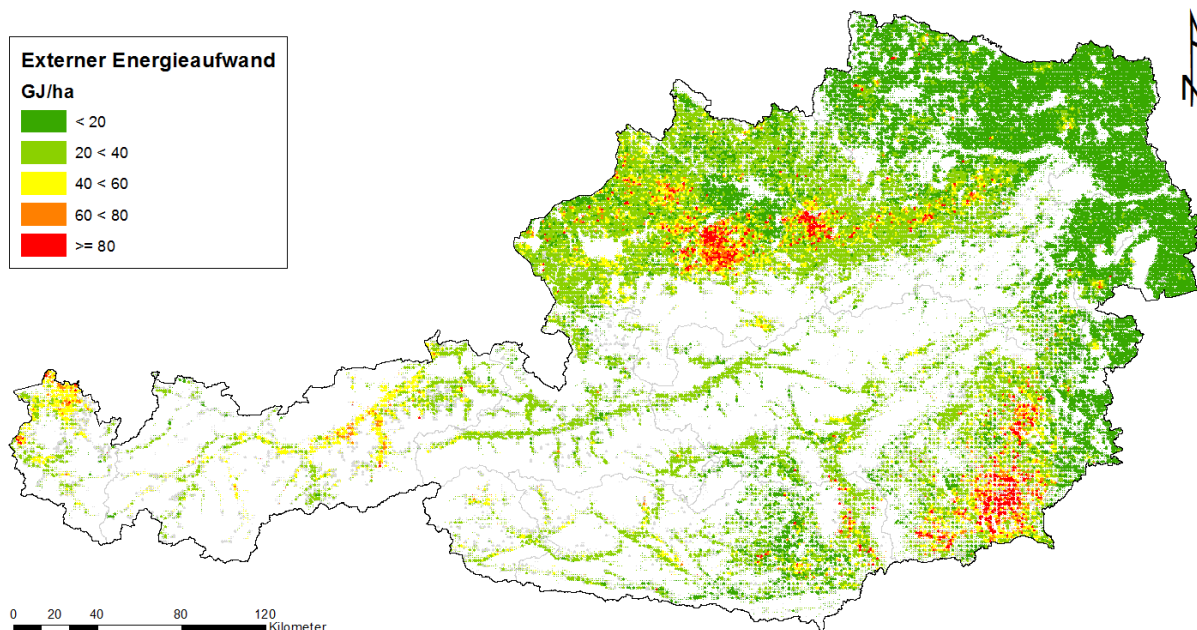 Externer Energieaufwand
GJ/ha
< 20
20 < 40
40 < 60
60 < 80
>= 80
N
0 20 40 80 120
Kilometer